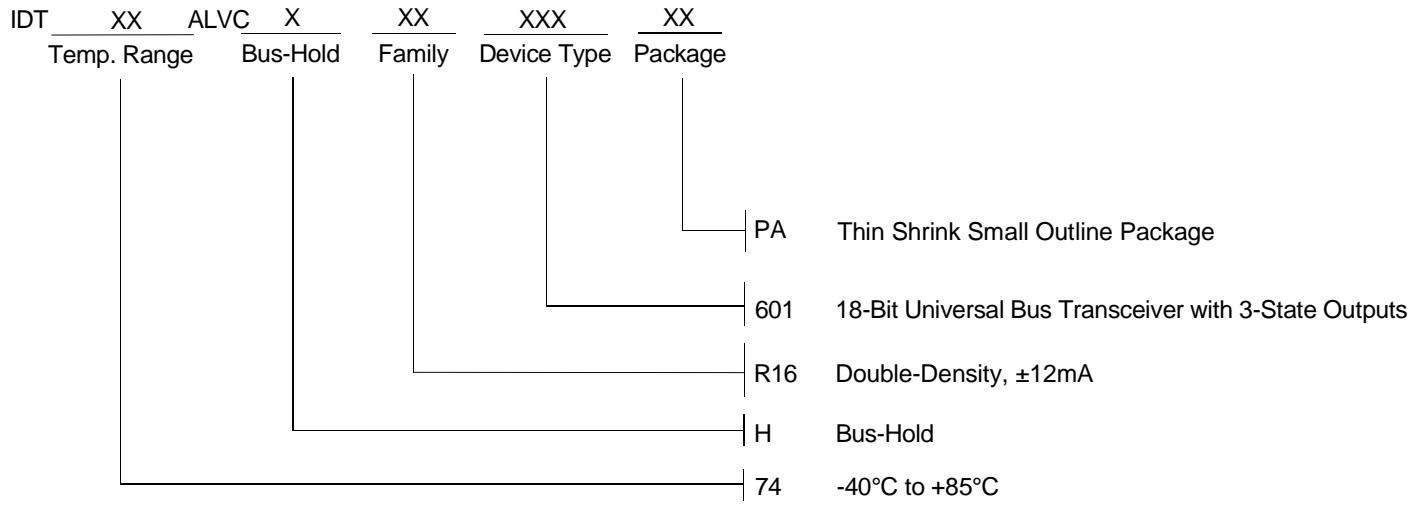 IDT XX ALVC X XX XXX XX
Temp. Range Bus-Hold Family Device Type Package
PA Thin Shrink Small Outline Package
601 18-Bit Universal Bus Transceiver with 3-State Outputs
R16 Double-Density, ±12mA
H Bus-Hold
74 -40°C to +85°C